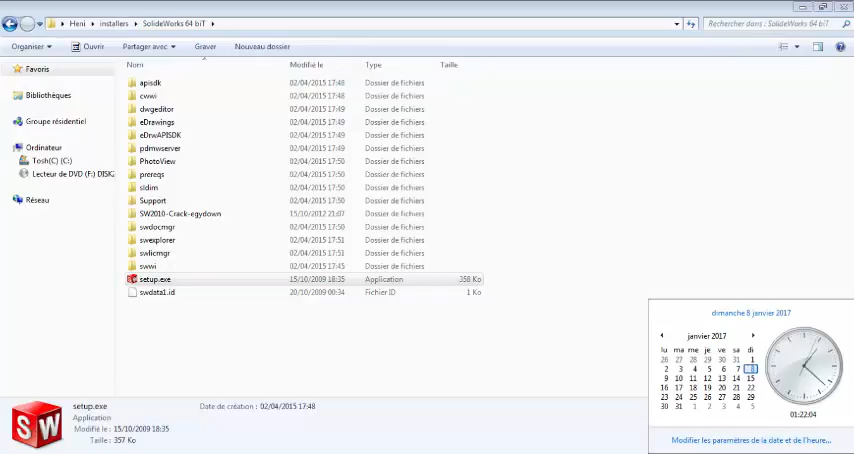 Heni ▸ installers ▸ SolideWorks 64 biT ▸
Rechercher dans : SolideWorks 64 biT
Organiser Ouvrir Partager avec Graver Nouveau dossier
Nom Modifié le Type Taille
Favoris
Bibliothèques
Groupe résidentiel
Ordinateur
Tosh(C) (C:)
Lecteur de DVD (F:) DISK
Réseau
apisdk 02/04/2015 17:48 Dossier de fichiers
cwwi 02/04/2015 17:48 Dossier de fichiers
dwgeditor 02/04/2015 17:49 Dossier de fichiers
eDrawings 02/04/2015 17:49 Dossier de fichiers
eDrwAPISDK 02/04/2015 17:49 Dossier de fichiers
pdmwserver 02/04/2015 17:49 Dossier de fichiers
PhotoView 02/04/2015 17:50 Dossier de fichiers
prereqs 02/04/2015 17:50 Dossier de fichiers
sldim 02/04/2015 17:50 Dossier de fichiers
Support 02/04/2015 17:50 Dossier de fichiers
SW2010-Crack-egydown 15/10/2012 21:07 Dossier de fichiers
swdocmgr 02/04/2015 17:50 Dossier de fichiers
swexplorer 02/04/2015 17:51 Dossier de fichiers
swlicmgr 02/04/2015 17:51 Dossier de fichiers
swwi 02/04/2015 17:45 Dossier de fichiers
setup.exe 15/10/2009 18:35 Application 358 Ko
swdata1.id 20/10/2009 00:34 Fichier ID 1 Ko
dimanche 8 janvier 2017
janvier 2017
lu ma me je ve sa di
26 27 28 29 30 31 1
2 3 4 5 6 7 8
9 10 11 12 13 14 15
16 17 18 19 20 21 22
23 24 25 26 27 28 29
30 31 1 2 3 4 5
01:22:04
Modifier les paramètres de la date et de l'heure...
SW
setup.exe Date de création : 02/04/2015 17:48
Application
Modifié le : 15/10/2009 18:35
Taille : 357 Ko